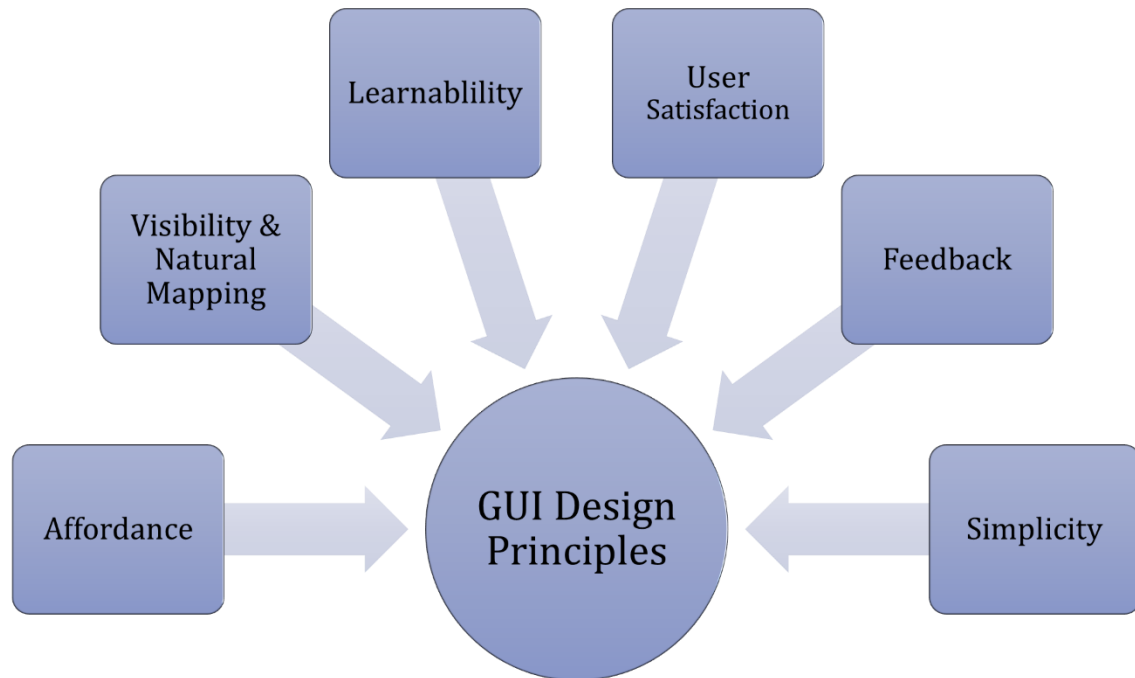 Learnablility
User
Satisfaction
Visibility &
Natural
Mapping
Feedback
Affordance
GUI Design
Principles
Simplicity